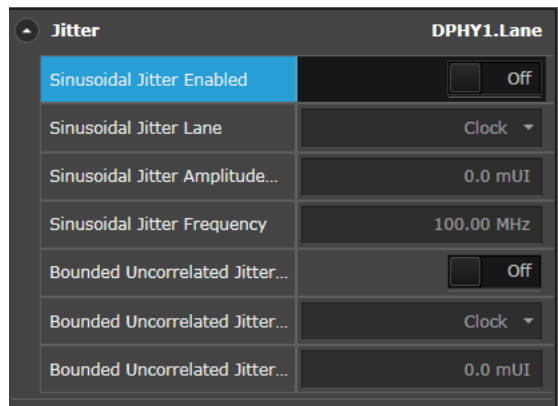 Jitter DPHY1.Lane
Sinusoidal Jitter Enabled Off
Sinusoidal Jitter Lane Clock
Sinusoidal Jitter Amplitude... 0.0 mUI
Sinusoidal Jitter Frequency 100.00 MHz
Bounded Uncorrelated Jitter... Off
Bounded Uncorrelated Jitter... Clock
Bounded Uncorrelated Jitter... 0.0 mUI